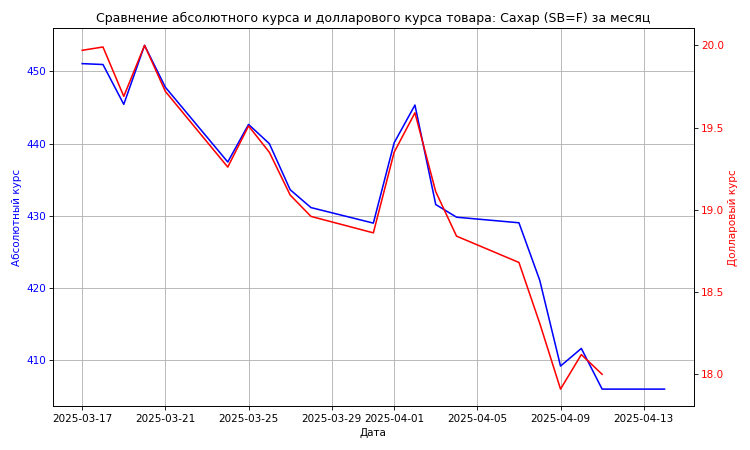 Сравнение абсолютного курса и долларового курса товара: Сахар (SB=F) за месяц
450
440
430
420
410
Абсолютный курс
20.0
19.5
19.0
18.5
18.0
Долларовый курс
2025-03-17 2025-03-21 2025-03-25 2025-03-29 2025-04-01 2025-04-05 2025-04-09 2025-04-13
Дата